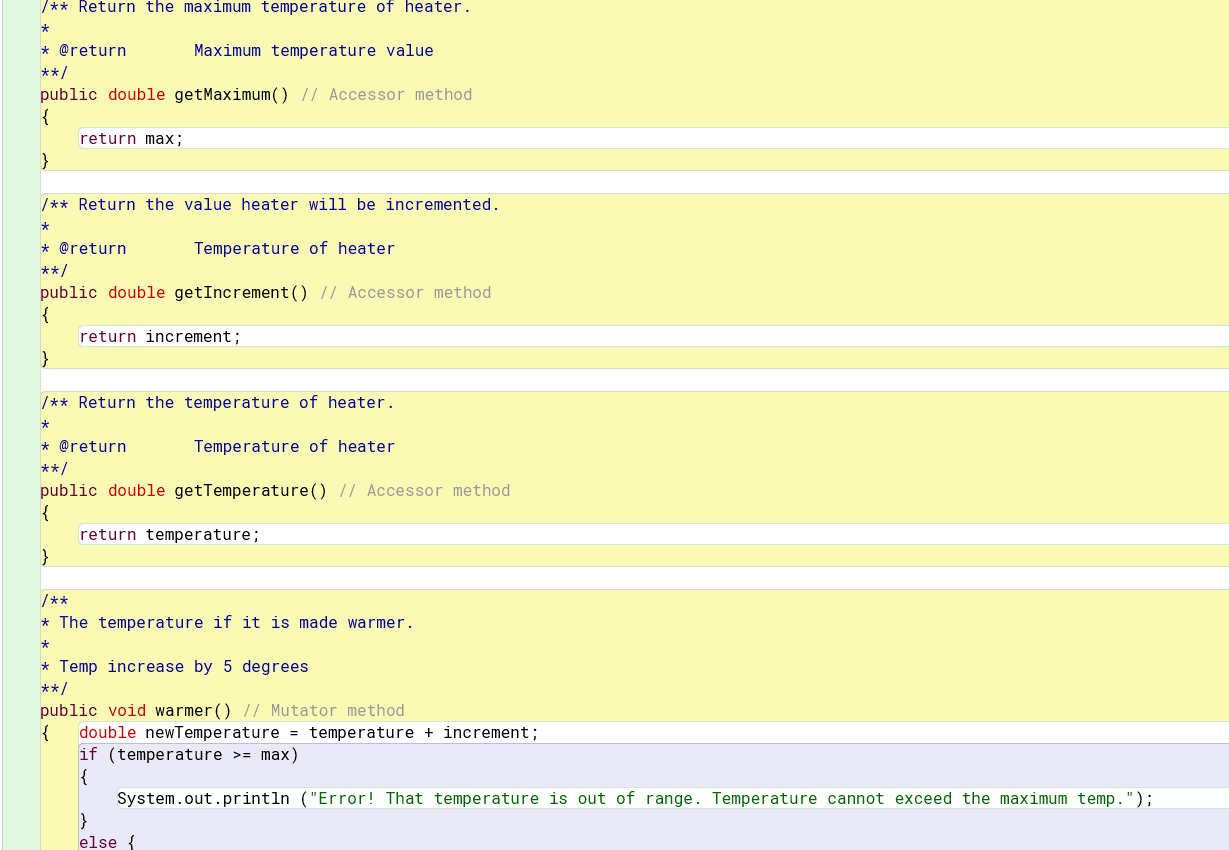 /** Return the maximum temperature of heater.
*
* @return       Maximum temperature value
**/
public double getMaximum() // Accessor method
{
    return max;
}
/** Return the value heater will be incremented.
*
* @return       Temperature of heater
**/
public double getIncrement() // Accessor method
{
    return increment;
}
/** Return the temperature of heater.
*
* @return       Temperature of heater
**/
public double getTemperature() // Accessor method
{
    return temperature;
}
/**
* The temperature if it is made warmer.
*
* Temp increase by 5 degrees
**/
public void warmer() // Mutator method
{   double newTemperature = temperature + increment;
    if (temperature >= max)
    {
        System.out.println ("Error! That temperature is out of range. Temperature cannot exceed the maximum temp.");
    }
    else {